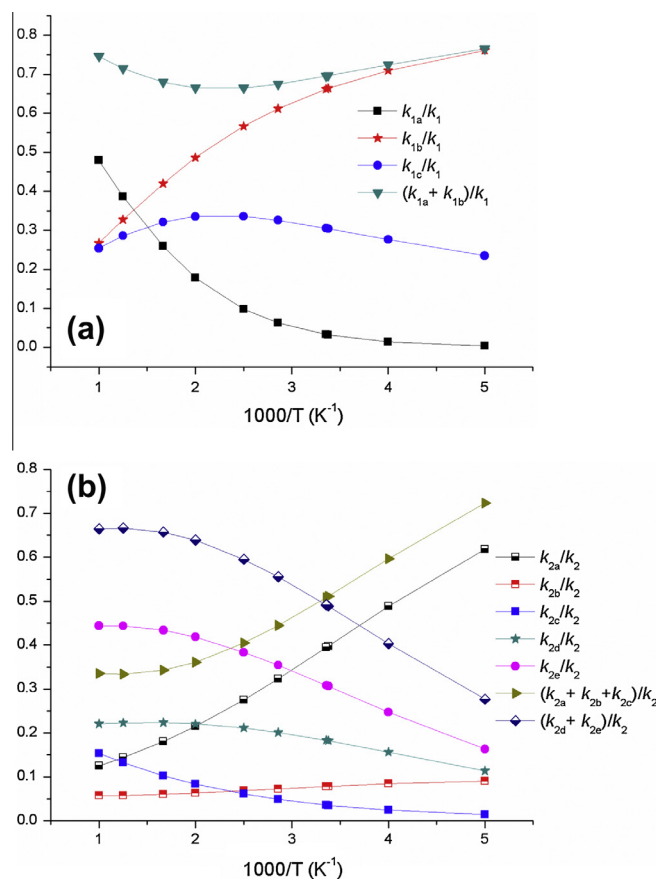 0.8
0.7
0.6
0.5
0.4
0.3
0.2
0.1
0.0
k1a/k1
k1b/k1
k1c/k1
(k1a + k1b)/k1
(a)
1 2 3 4 5
1000/T (K-1)
0.8
0.7
0.6
0.5
0.4
0.3
0.2
0.1
0.0
(b)
k2a/k2
k2b/k2
k2c/k2
k2d/k2
k2e/k2
(k2a + k2b+k2c)/k2
(k2d + k2e)/k2
1 2 3 4 5
1000/T (K-1)